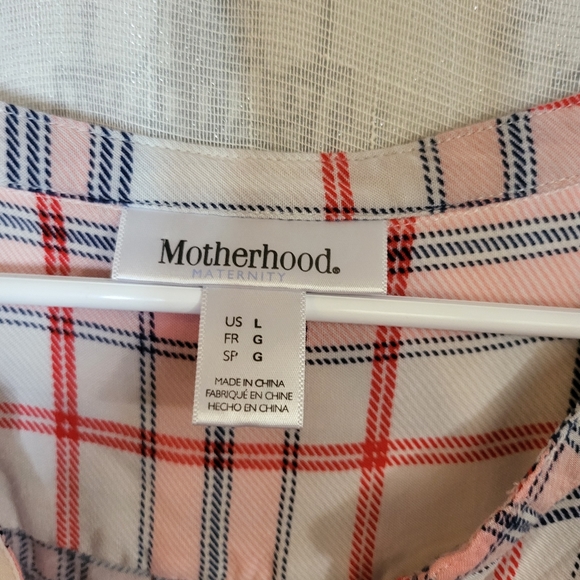 Motherhood®
MATERNITY
US L
FR G
SP G
MADE IN CHINA
FABRIQUÉ EN CHINE
HECHO EN CHINA